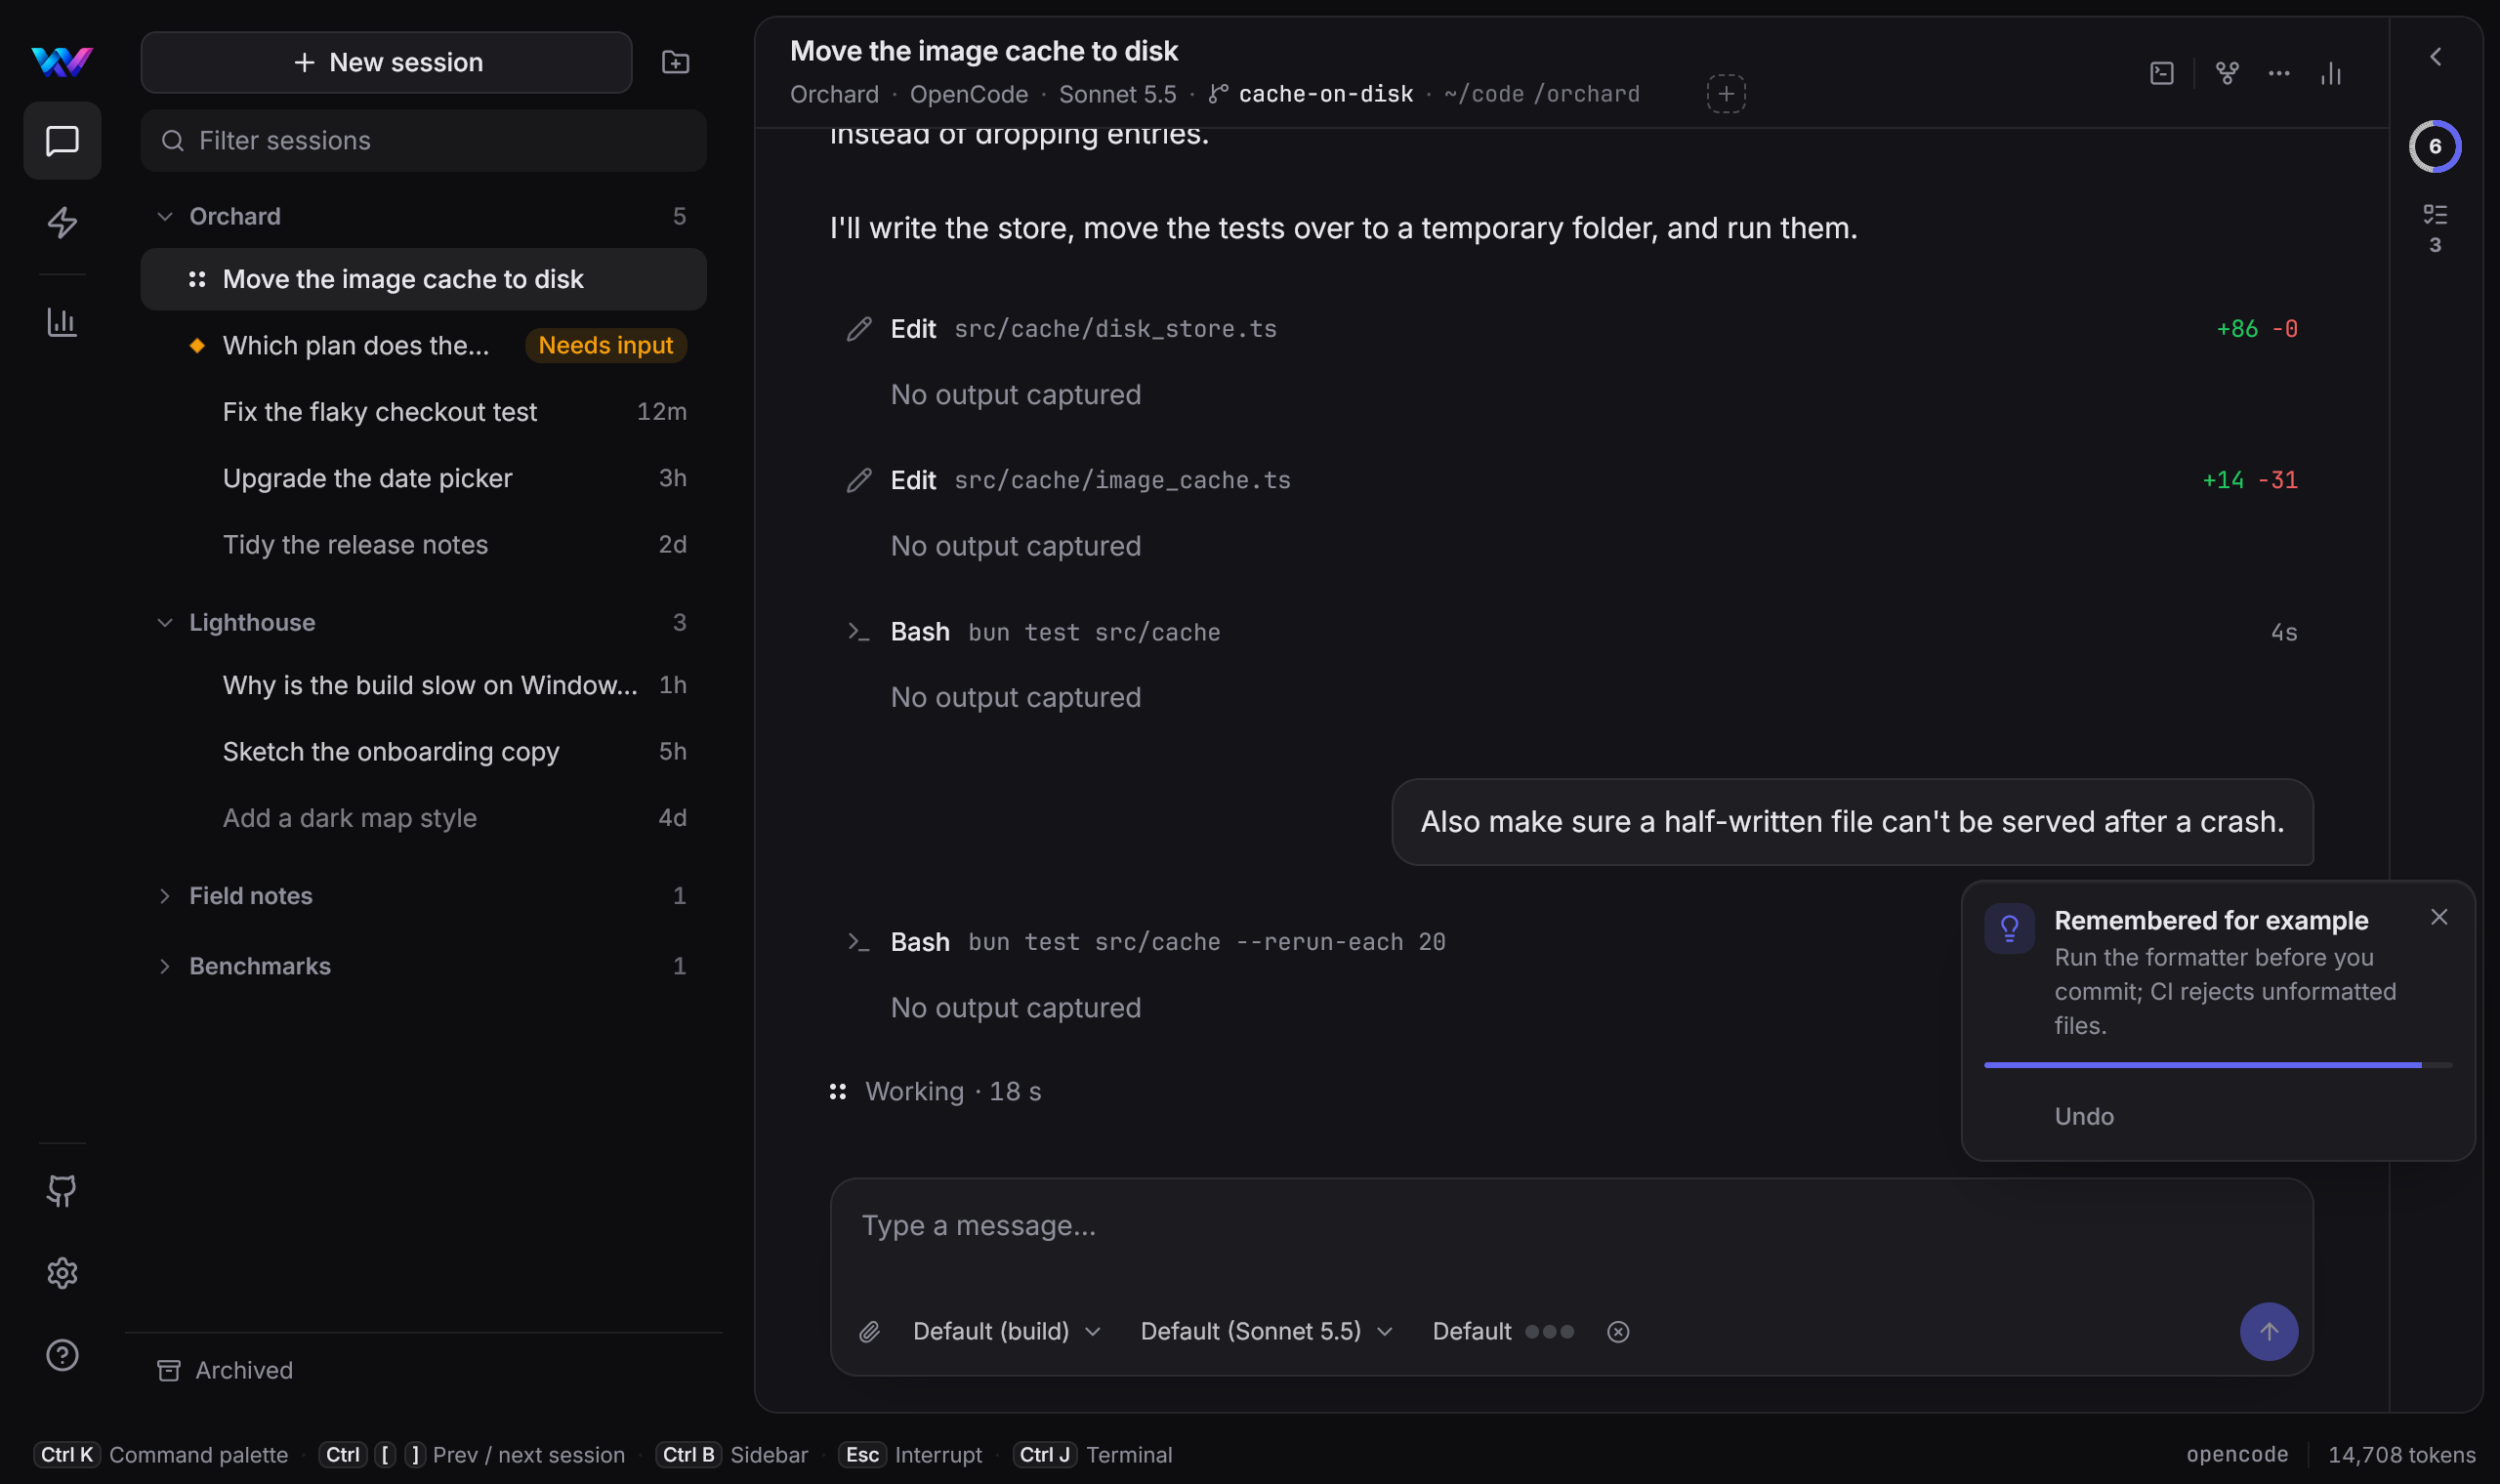 New session
Filter sessions
Orchard 5
Move the image cache to disk
Which plan does the... Needs input
Fix the flaky checkout test 12m
Upgrade the date picker 3h
Tidy the release notes 2d
Lighthouse 3
Why is the build slow on Window... 1h
Sketch the onboarding copy 5h
Add a dark map style 4d
Field notes 1
Benchmarks 1
Archived
Move the image cache to disk
Orchard · OpenCode · Sonnet 5.5 · cache-on-disk · ~/code /orchard
instead of dropping entries.
I'll write the store, move the tests over to a temporary folder, and run them.
Edit src/cache/disk_store.ts +86 -0
No output captured
Edit src/cache/image_cache.ts +14 -31
No output captured
Bash bun test src/cache 4s
No output captured
Also make sure a half-written file can't be served after a crash.
Bash bun test src/cache --rerun-each 20
No output captured
Working · 18 s
6
3
Remembered for example
Run the formatter before you
commit; CI rejects unformatted
files.
Undo
Type a message...
Default (build) Default (Sonnet 5.5) Default
Ctrl K Command palette · Ctrl [ ] Prev / next session · Ctrl B Sidebar · Esc Interrupt · Ctrl J Terminal
opencode 14,708 tokens